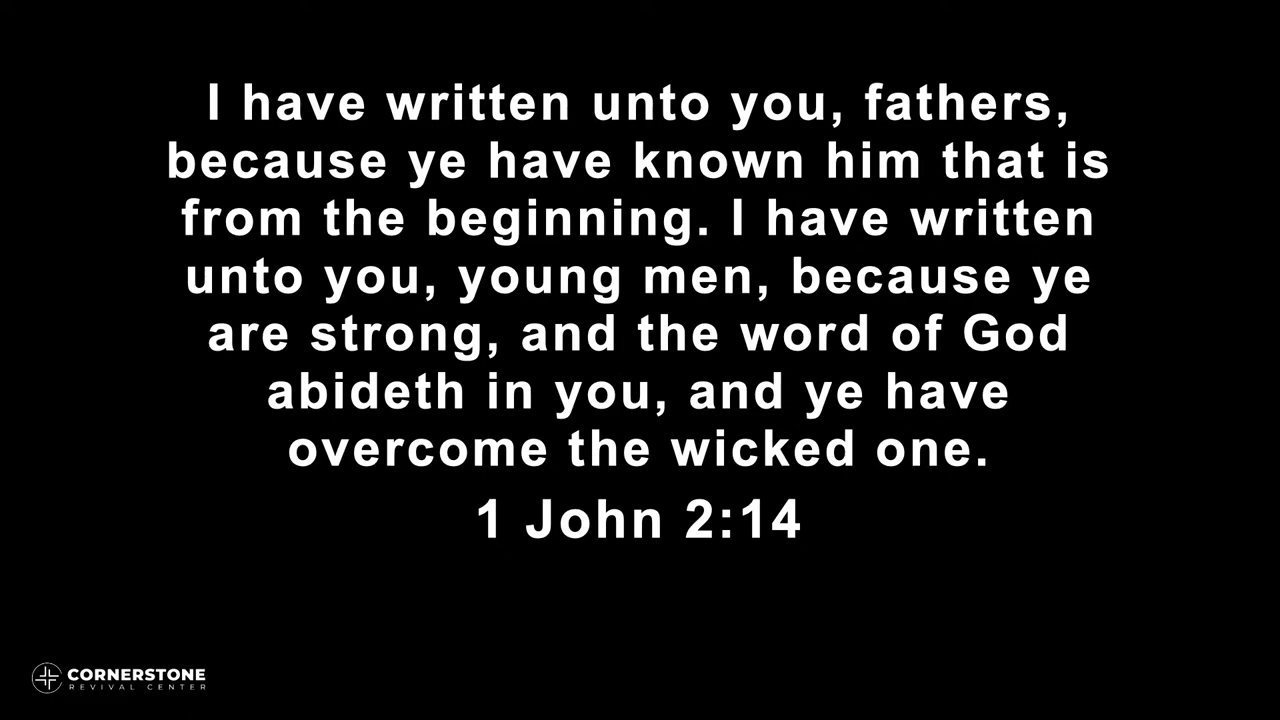 I have written unto you, fathers,
because ye have known him that is
from the beginning. I have written
unto you, young men, because ye
are strong, and the word of God
abideth in you, and ye have
overcome the wicked one.
1 John 2:14
CORNERSTONE
REVIVAL CENTER